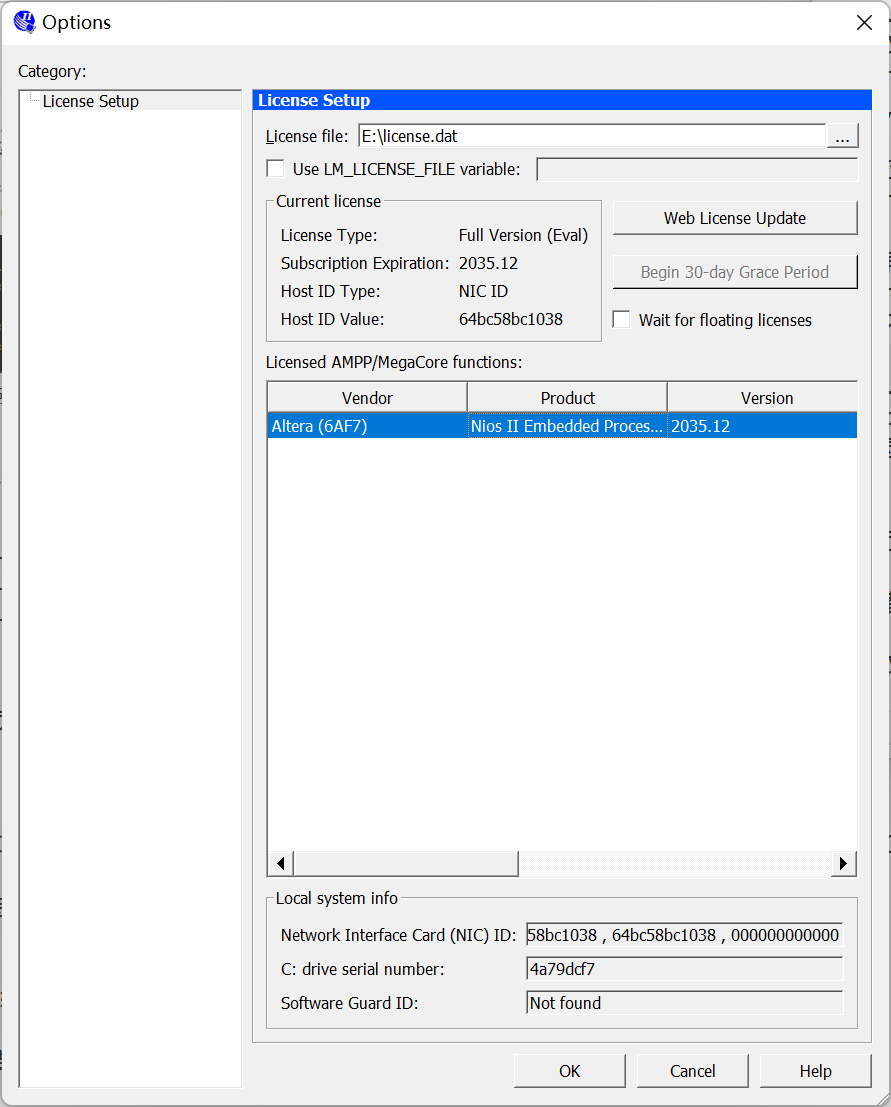 Options
Category:
License Setup
License Setup
License file: E:\license.dat ...
Use LM_LICENSE_FILE variable:
Current license
License Type: Full Version (Eval)
Subscription Expiration: 2035.12
Host ID Type: NIC ID
Host ID Value: 64bc58bc1038
Web License Update
Begin 30-day Grace Period
Wait for floating licenses
Licensed AMPP/MegaCore functions:
Vendor Product Version
Altera (6AF7) Nios II Embedded Proces... 2035.12
Local system info
Network Interface Card (NIC) ID: 58bc1038 , 64bc58bc1038 , 000000000000
C: drive serial number: 4a79dcf7
Software Guard ID: Not found
OK Cancel Help